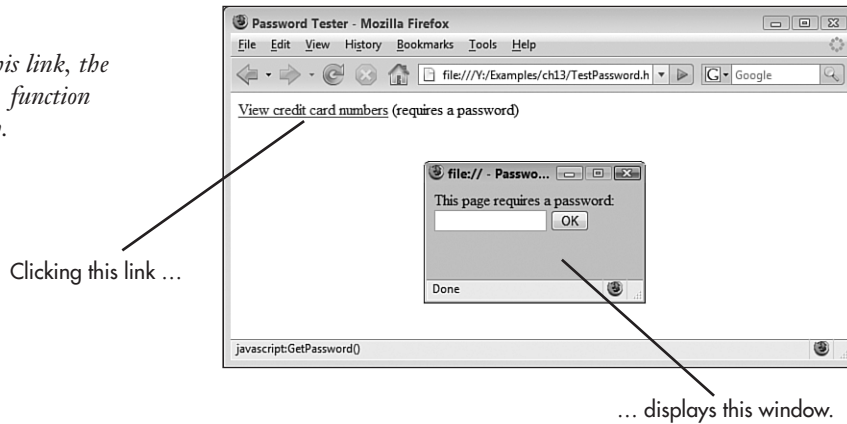 his link, the
function
Password Tester - Mozilla Firefox
File Edit View History Bookmarks Tools Help
file:///Y:/Examples/ch13/TestPassword.h
G Google
View credit card numbers (requires a password)
file:// - Passwo...
This page requires a password:
OK
Clicking this link ...
Done
javascript:GetPassword()
... displays this window.